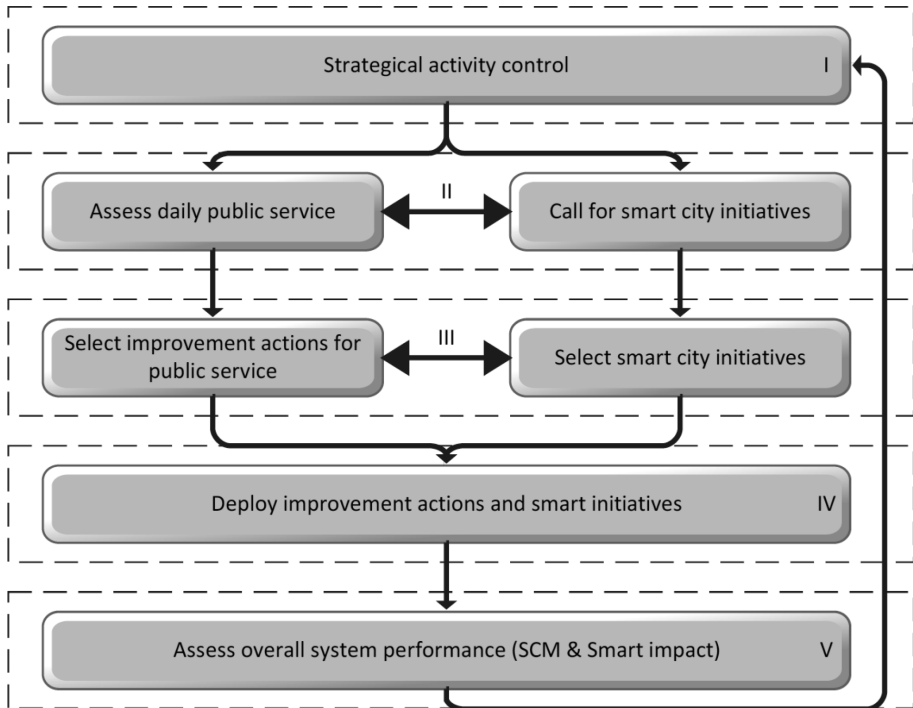 Strategical activity control I
II
Assess daily public service
Call for smart city initiatives
III
Select improvement actions for
public service
Select smart city initiatives
Deploy improvement actions and smart initiatives IV
Assess overall system performance (SCM & Smart impact) V